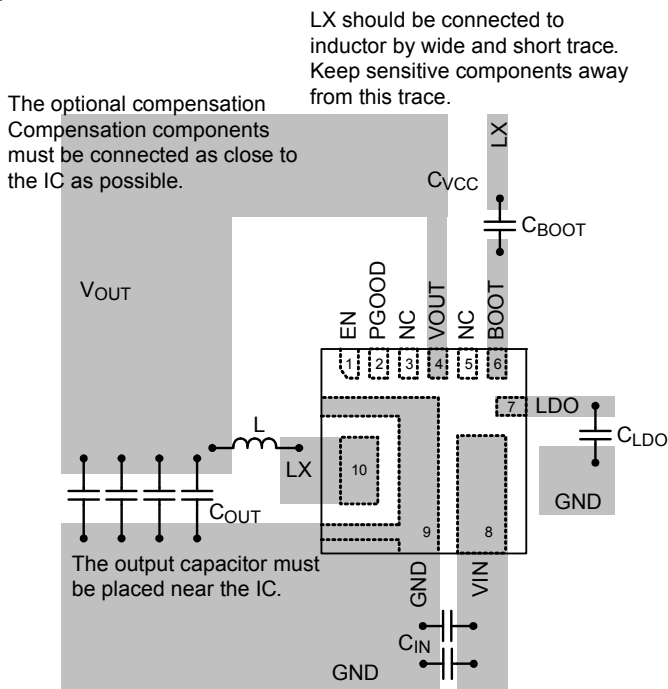 LX should be connected to
inductor by wide and short trace.
Keep sensitive components away
from this trace.
The optional compensation
Compensation components
must be connected as close to
the IC as possible.
LX
CVCC
CBOOT
VOUT
EN
PGOOD
NC
VOUT
NC
BOOT
1
2
3
4
5
6
7
LDO
CLDO
GND
L
LX
10
COUT
9
8
The output capacitor must
be placed near the IC.
GND
VIN
CIN
GND